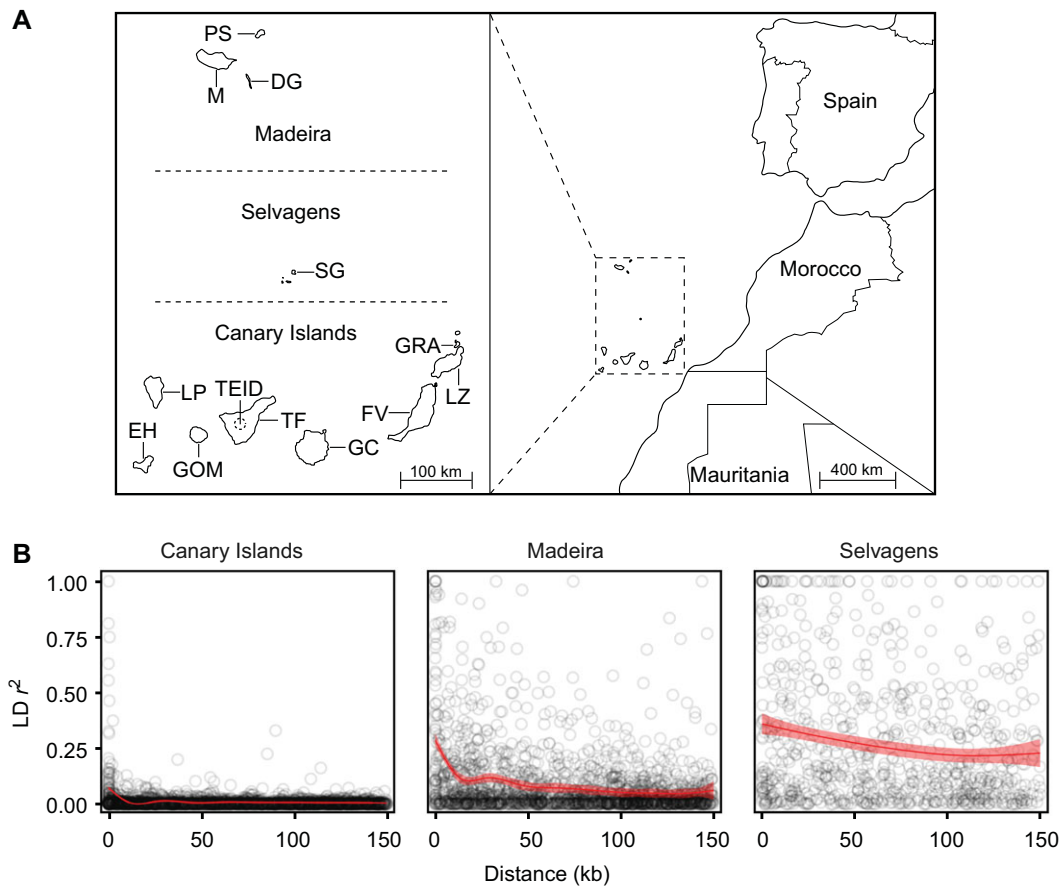 A
PS
DG
M
Madeira
Selvagens
SG
Canary Islands
GRA
LP
TEID
FV
LZ
TF
EH
GC
GOM
100 km
Spain
Morocco
Mauritania
400 km
B
Canary Islands
Madeira
Selvagens
LD r²
1.00
0.75
0.50
0.25
0.00
0 50 100 150
0 50 100 150
0 50 100 150
Distance (kb)